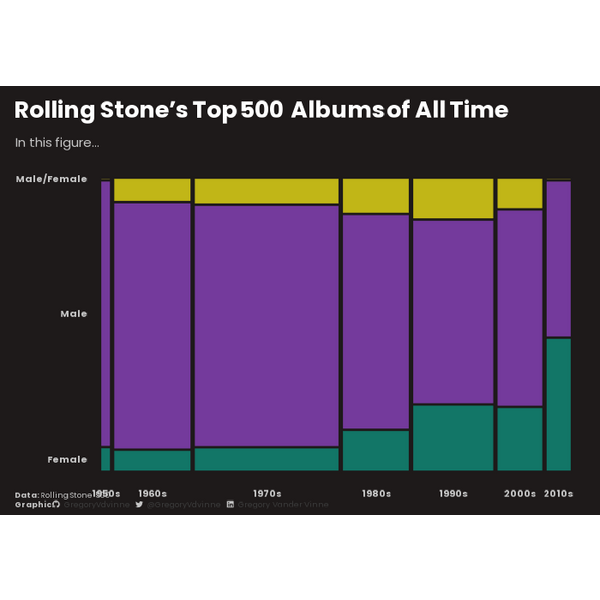 Rolling Stone's Top 500 Albums of All Time
In this figure...
Male/Female
Male
Female
1950s 1960s 1970s 1980s 1990s 2000s 2010s
Data: Rolling Stone
Graphic: GregoryVdvinne @GregoryVdvinne Gregory Vander Vinne